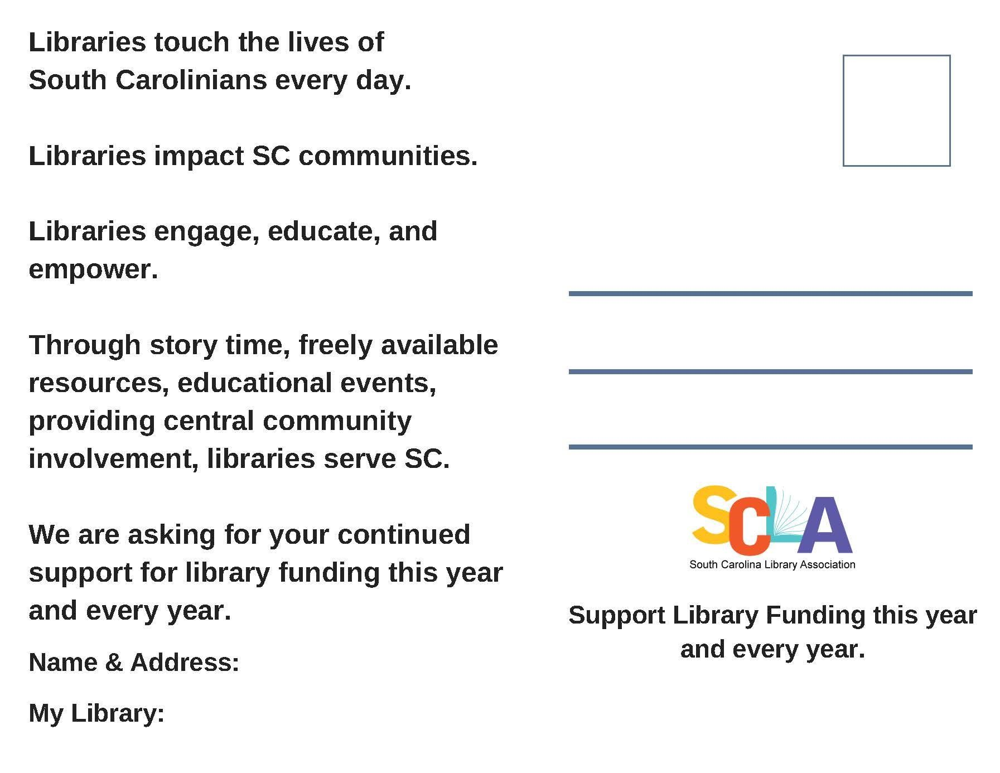 Libraries touch the lives of
South Carolinians every day.
Libraries impact SC communities.
Libraries engage, educate, and
empower.
Through story time, freely available
resources, educational events,
providing central community
involvement, libraries serve SC.
We are asking for your continued
support for library funding this year
and every year.
Name & Address:
My Library:
SCLA
South Carolina Library Association
Support Library Funding this year
and every year.